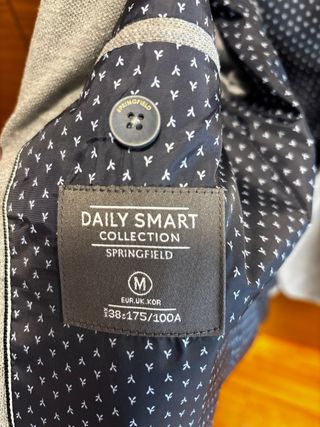 SPRINGFIELD
DAILY SMART
COLLECTION
SPRINGFIELD
M
EUR.UK.KOR
38 175/100A